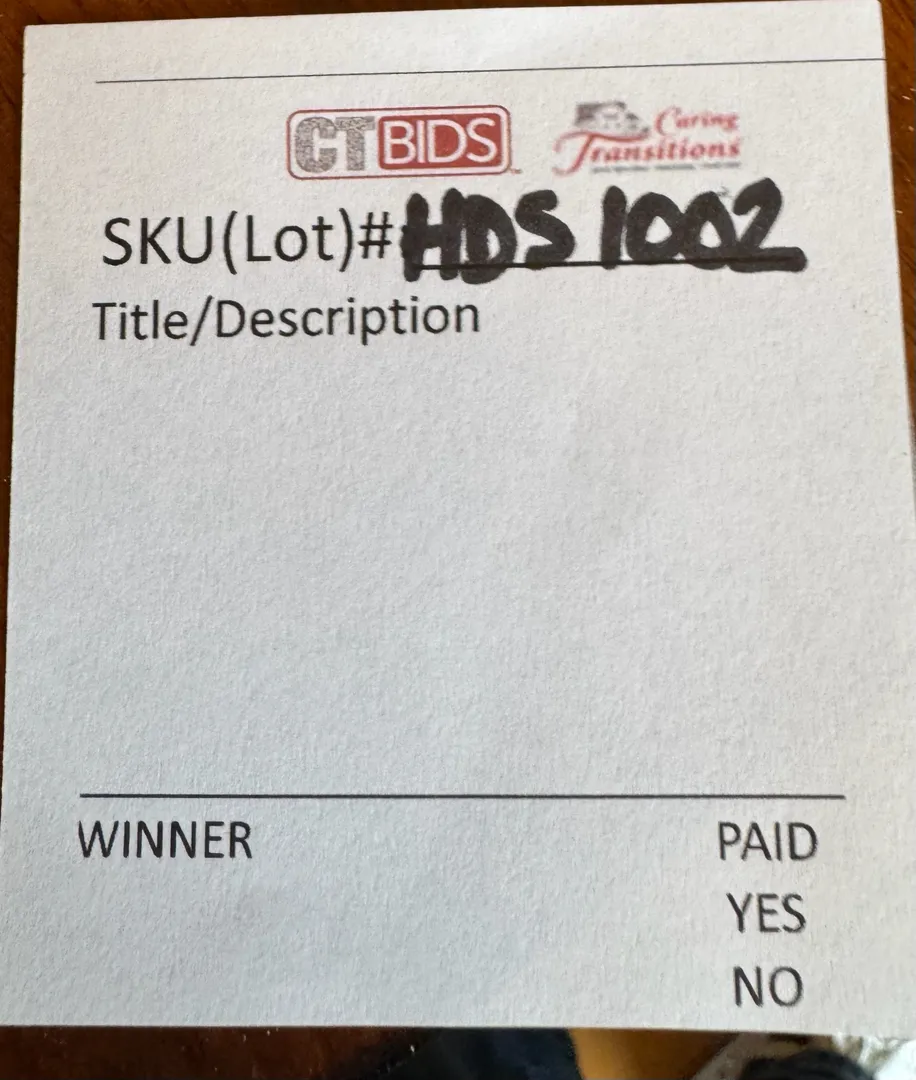 CTBIDS
Caring
Transitions
SKU(Lot)# HDS 1002
Title/Description
WINNER
PAID
YES
NO